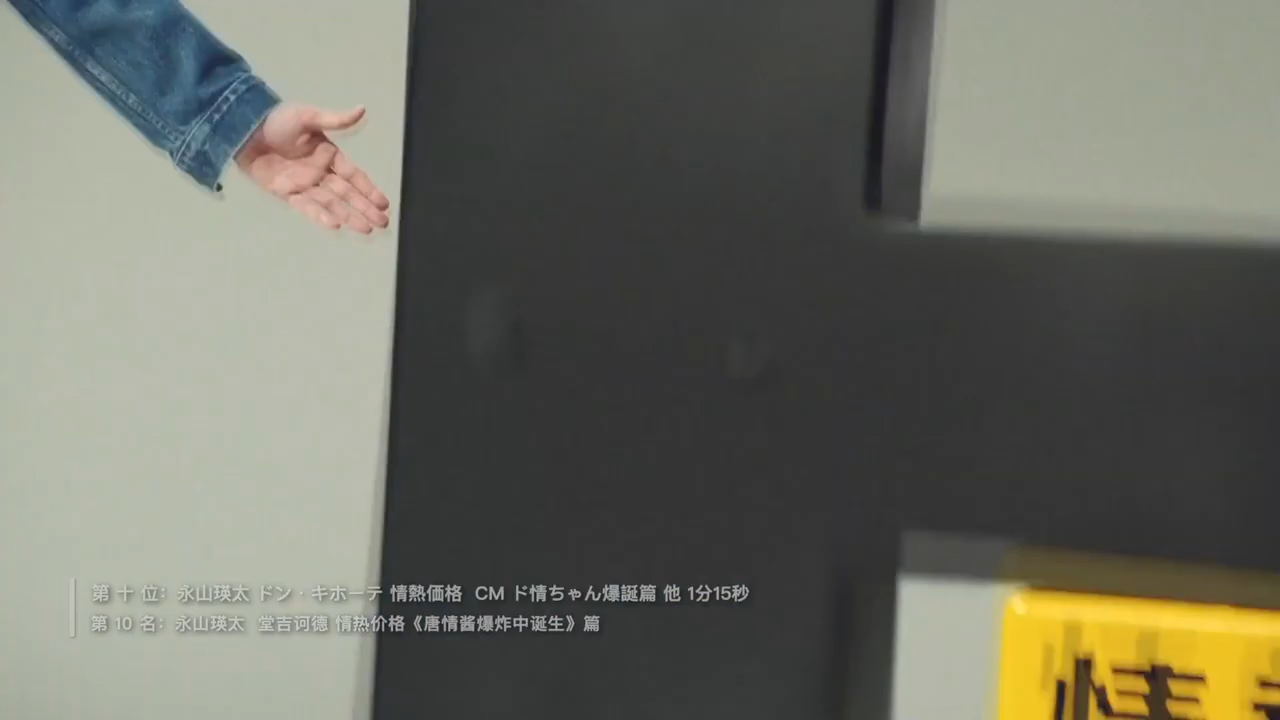 第 十 位：永山瑛太 ドン・キホーテ 情熱価格 CM ド情ちゃん爆誕篇 他 1分15秒
第 10 名：永山瑛太 堂吉诃德 情热价格《唐情酱爆炸中诞生》篇
情